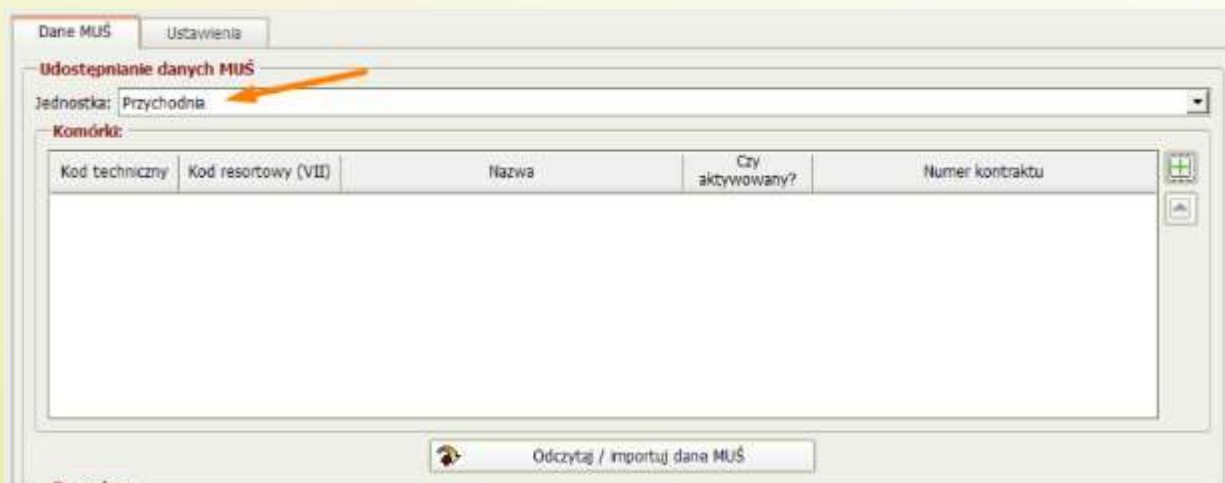 Dane MUŚ Ustawienia
Udostępnianie danych MUŚ
Jednostka: Przychodnia
Komórki:
Kod techniczny Kod resortowy (VII) Nazwa Czy aktywowany? Numer kontraktu
Odczytaj / importuj dane MUŚ